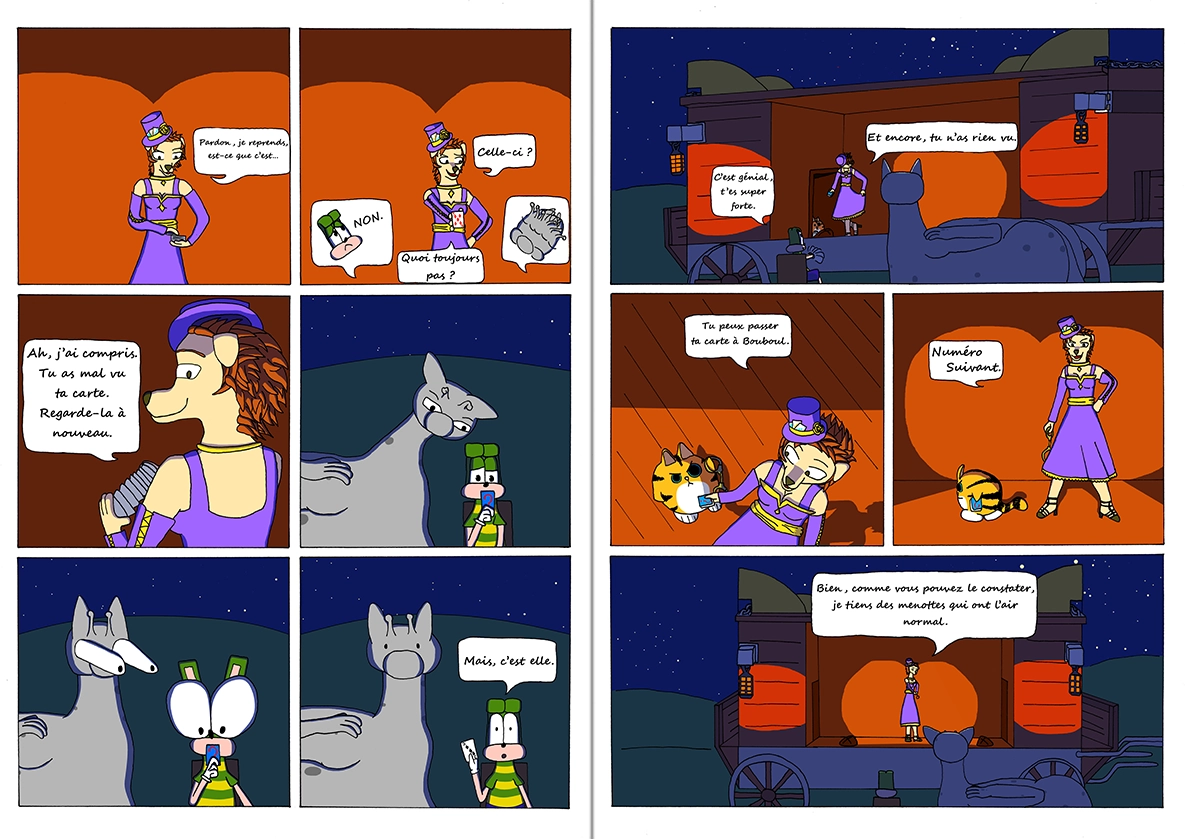 Pardon, je reprends,
est-ce que c'est...
Celle-ci ?
NON.
Quoi toujours
pas ?
Ah, j'ai compris.
Tu as mal vu
ta carte.
Regarde-la à
nouveau.
Mais, c'est elle.
Et encore, tu n'as rien vu.
C'est génial,
t'es super
forte.
Tu peux passer
ta carte à Bouboul.
Numéro
Suivant.
Bien, comme vous pouvez le constater,
je tiens des menottes qui ont l'air
normal.